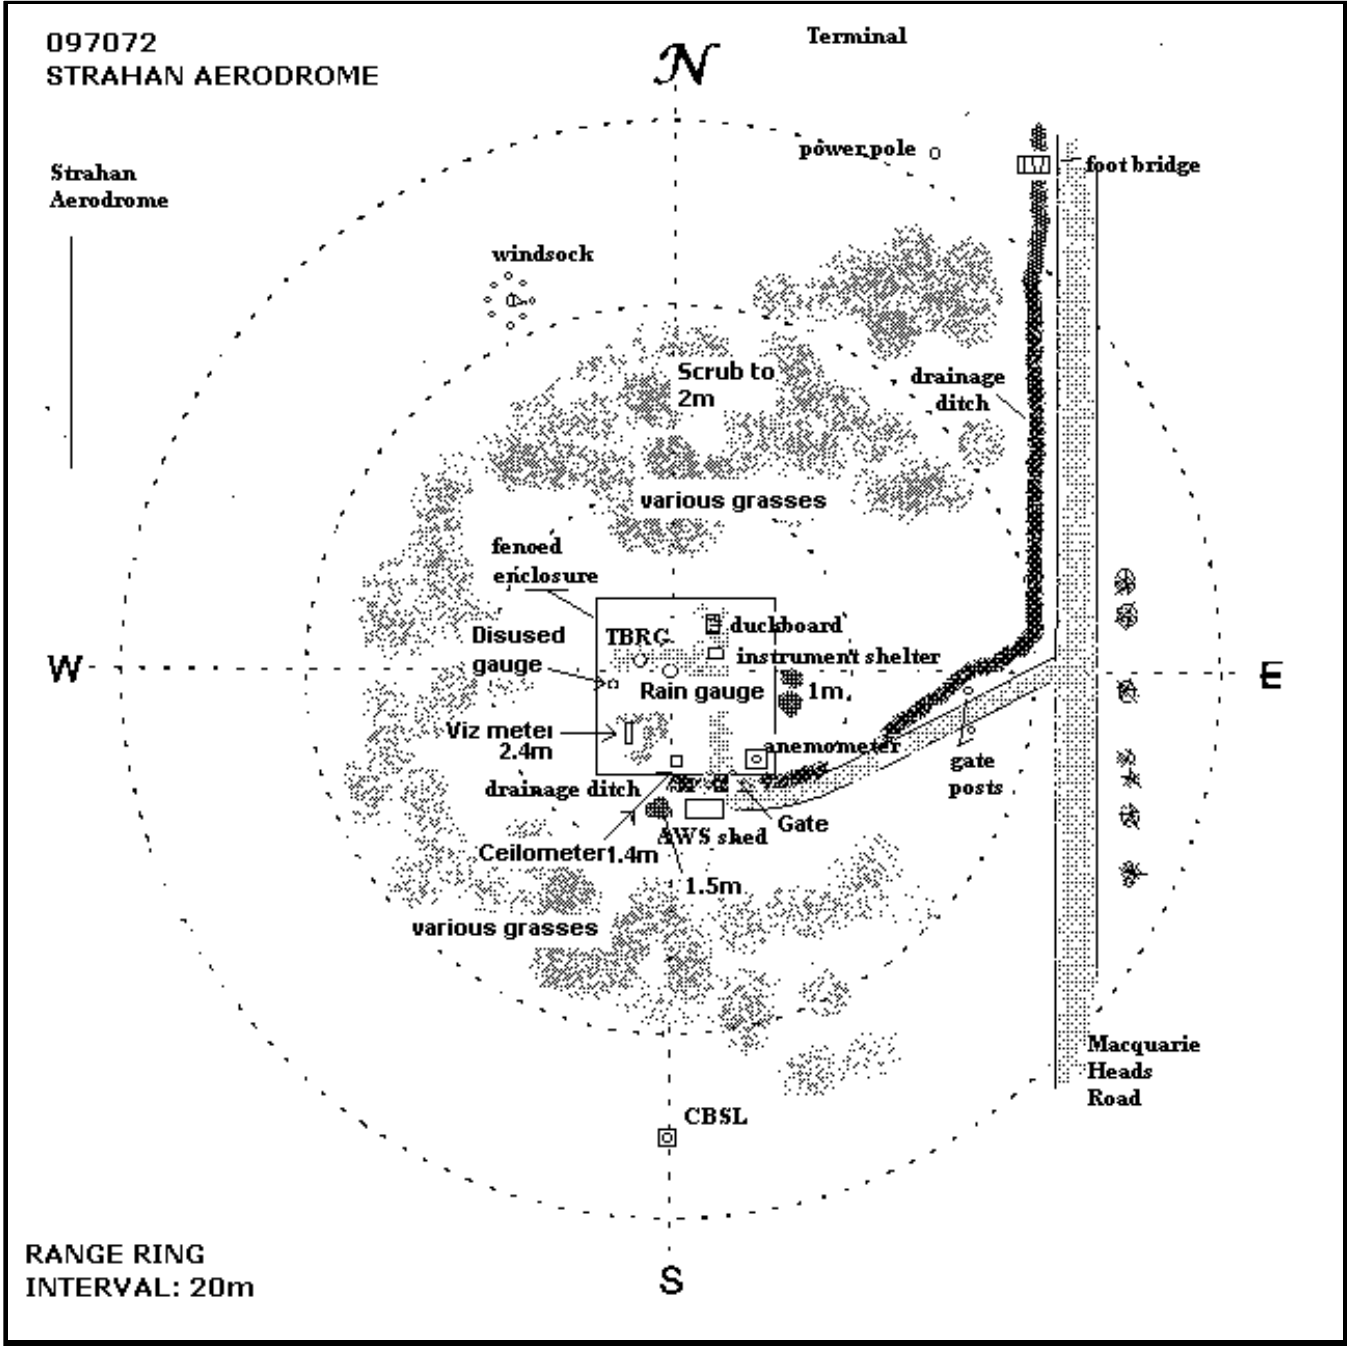 097072
STRAHAN AERODROME
Terminal
N
power pole
foot bridge
Strahan
Aerodrome
windsock
Scrub to
2m
drainage
ditch
various grasses
fenoed
enclosure
Disused
gauge
TBRG
duckboard
instrument shelter
W
E
Rain gauge
1m
Viz meter
2.4m
anemometer
gate
posts
drainage ditch
Gate
AWS shed
Ceilometer 1.4m
1.5m
various grasses
Macquarie
Heads
Road
CBSL
RANGE RING
INTERVAL: 20m
S